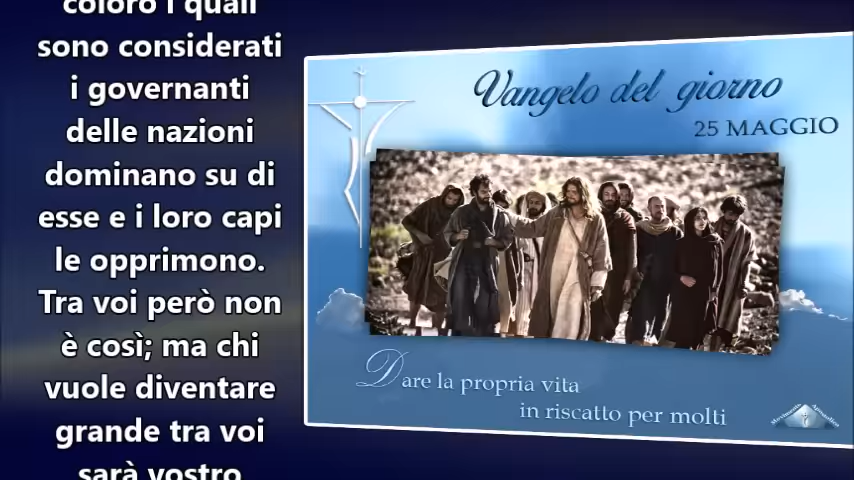 coloro i quali
sono considerati
i governanti
delle nazioni
dominano su di
esse e i loro capi
le opprimono.
Tra voi però non
è così; ma chi
vuole diventare
grande tra voi
sarà vostro
Vangelo del giorno
25 MAGGIO
Dare la propria vita
in riscatto per molti